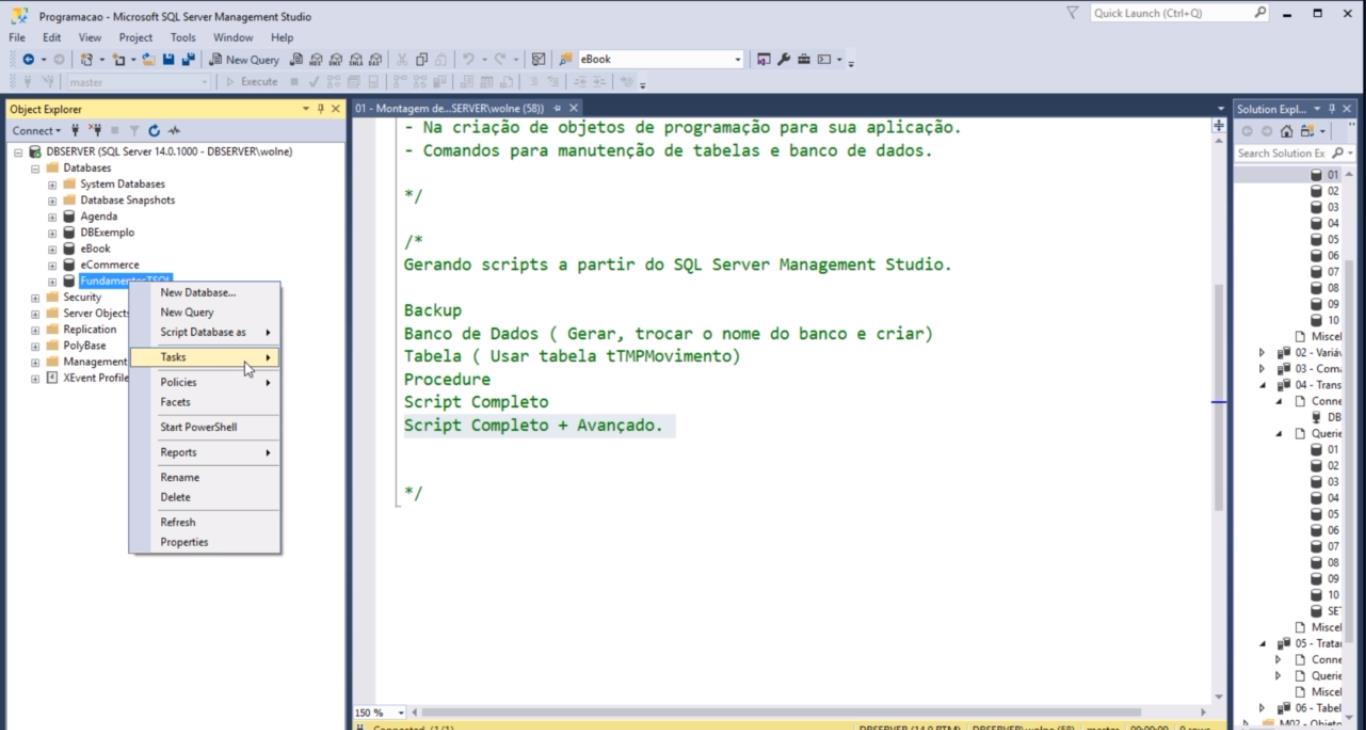 Programacao - Microsoft SQL Server Management Studio
Quick Launch (Ctrl+Q)
File Edit View Project Tools Window Help
New Query
eBook
master
Execute
Object Explorer
Connect
DBSERVER (SQL Server 14.0.1000 - DBSERVER\wolne)
Databases
System Databases
Database Snapshots
Agenda
DBExemplo
eBook
eCommerce
FundamentosTSQL
Security
Server Objects
Replication
PolyBase
Management
XEvent Profile
New Database...
New Query
Script Database as
Tasks
Policies
Facets
Start PowerShell
Reports
Rename
Delete
Refresh
Properties
01 - Montagem de...SERVER\wolne (58))
- Na criação de objetos de programação para sua aplicação.
- Comandos para manutenção de tabelas e banco de dados.
*/
/*
Gerando scripts a partir do SQL Server Management Studio.
Backup
Banco de Dados ( Gerar, trocar o nome do banco e criar)
Tabela ( Usar tabela tTMPMovimento)
Procedure
Script Completo
Script Completo + Avançado.
*/
150 %
Connected. (1/1)
DBSERVER (14.0 RTM) DBSERVER\wolne (58) master 00:00:00 0 rows
Solution Expl...
Search Solution Ex
01
02
03
04
05
06
07
08
09
10
Miscel
02 - Variáv
03 - Com
04 - Trans
Conne
DB
Querie
01
02
03
04
05
06
07
08
09
10
SE
Miscel
05 - Trata
Conne
Querie
Miscel
06 - Tabel
M02 - Objeto